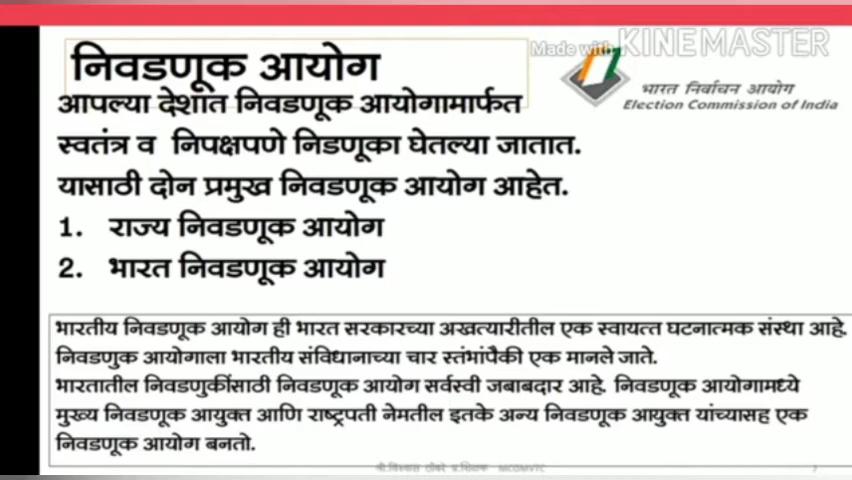 निवडणूक आयोग
Made with KINEMASTER
भारत निर्वाचन आयोग
Election Commission of India
आपल्या देशात निवडणूक आयोगामार्फत
स्वतंत्र व निपक्षपणे निडणूका घेतल्या जातात.
यासाठी दोन प्रमुख निवडणूक आयोग आहेत.
1. राज्य निवडणूक आयोग
2. भारत निवडणूक आयोग
भारतीय निवडणूक आयोग ही भारत सरकारच्या अखत्यारीतील एक स्वायत्त घटनात्मक संस्था आहे.
निवडणुक आयोगाला भारतीय संविधानाच्या चार स्तंभांपैकी एक मानले जाते.
भारतातील निवडणुकींसाठी निवडणूक आयोग सर्वस्वी जबाबदार आहे. निवडणूक आयोगामध्ये
मुख्य निवडणूक आयुक्त आणि राष्ट्रपती नेमतील इतके अन्य निवडणूक आयुक्त यांच्यासह एक
निवडणूक आयोग बनतो.
7